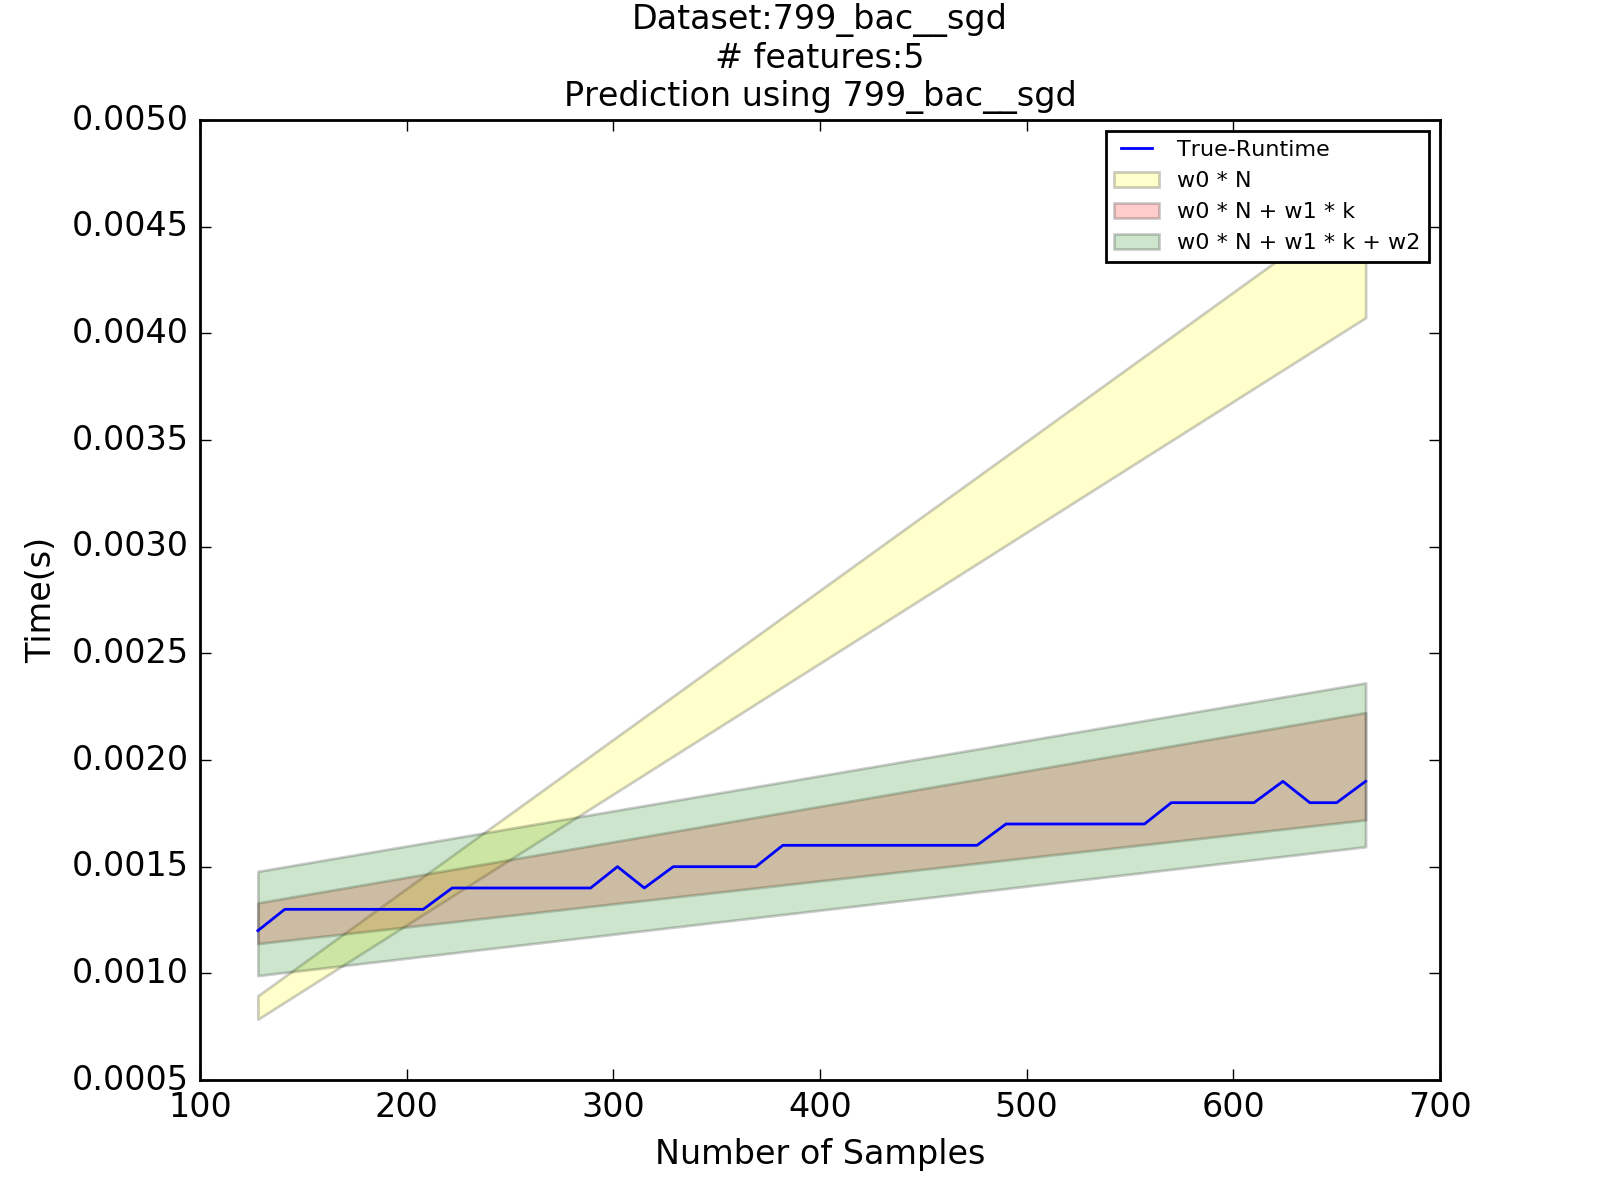 Dataset:799_bac__sgd
# features:5
Prediction using 799_bac__sgd
0.0050
0.0045
0.0040
0.0035
0.0030
0.0025
0.0020
0.0015
0.0010
0.0005
Time(s)
True-Runtime
w0 * N
w0 * N + w1 * k
w0 * N + w1 * k + w2
100 200 300 400 500 600 700
Number of Samples